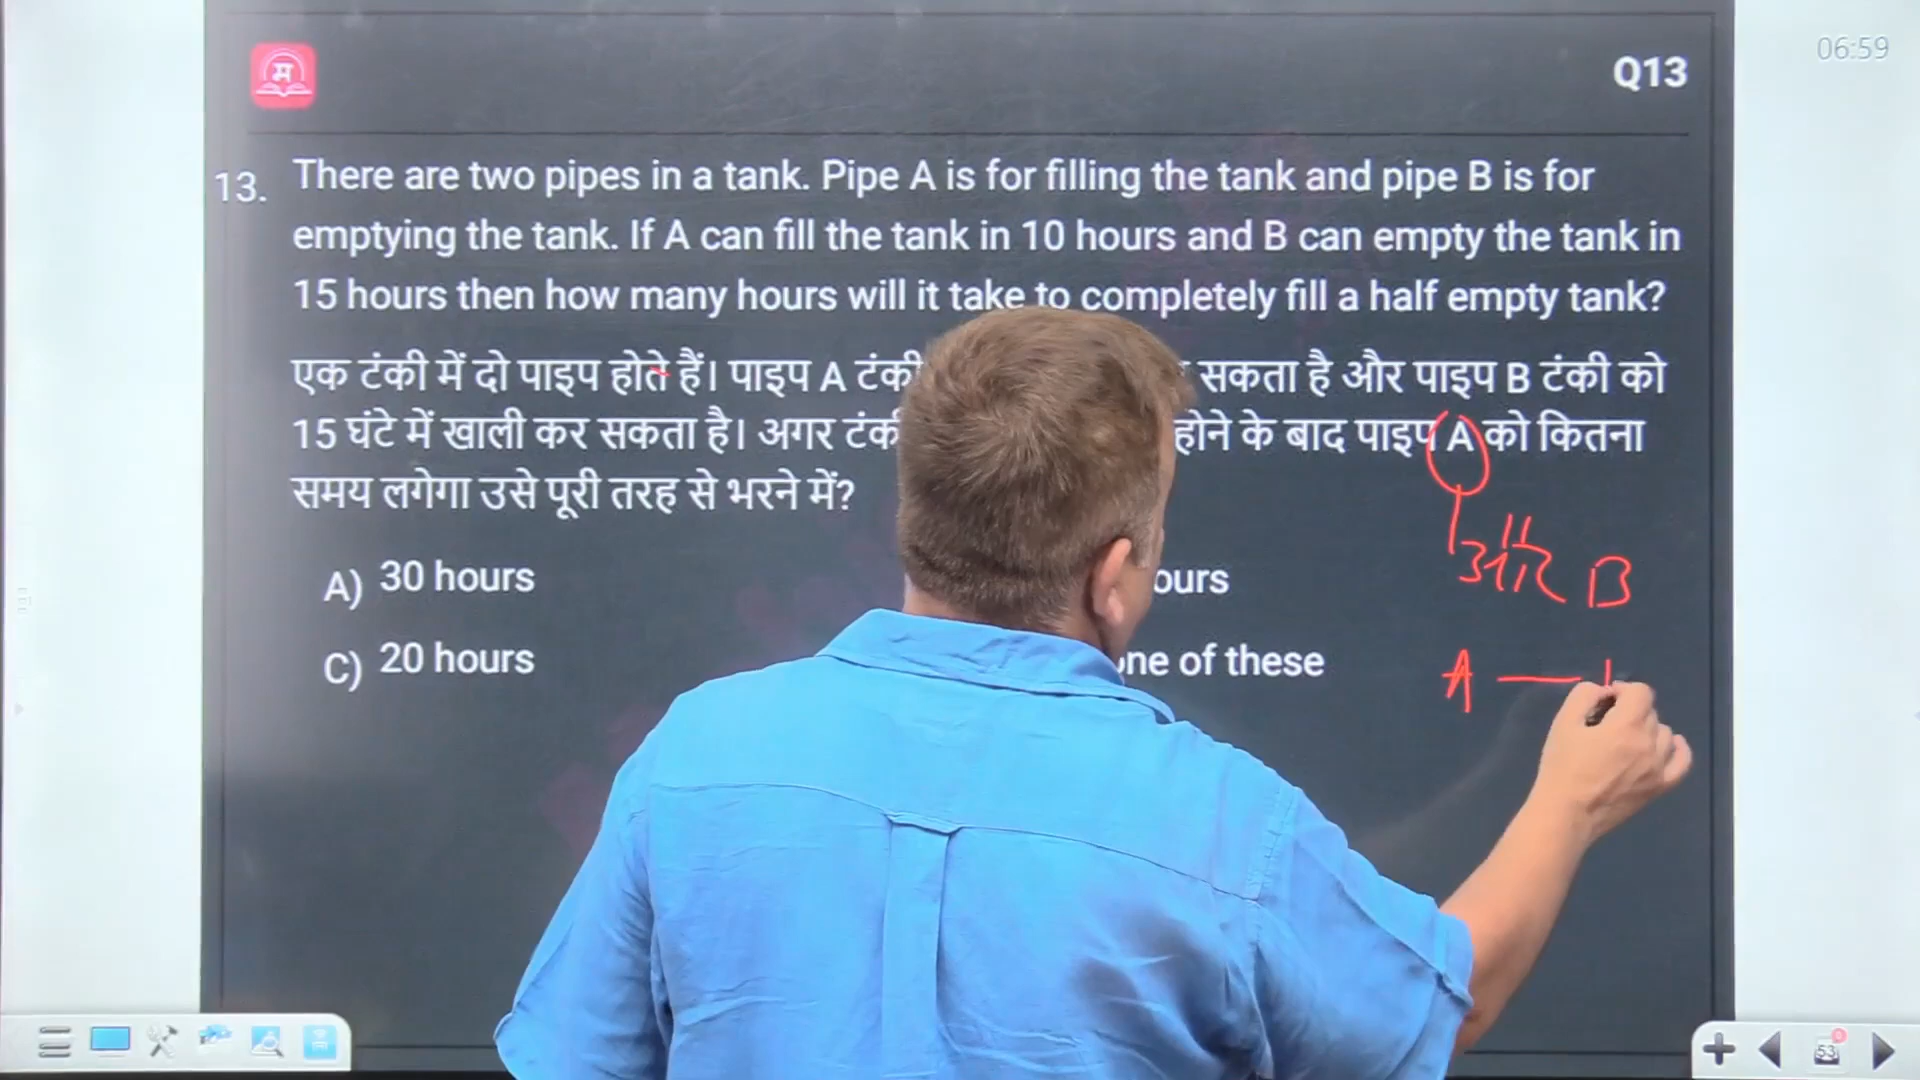 म
Q13
06:59
13. There are two pipes in a tank. Pipe A is for filling the tank and pipe B is for
emptying the tank. If A can fill the tank in 10 hours and B can empty the tank in
15 hours then how many hours will it take to completely fill a half empty tank?
एक टंकी में दो पाइप होते हैं। पाइप A टंकी सकता है और पाइप B टंकी को
15 घंटे में खाली कर सकता है। अगर होने के बाद पाइप A को कितना
समय लगेगा उसे पूरी तरह से भरने में?
A) 30 hours
C) 20 hours
of these
और B
A
53